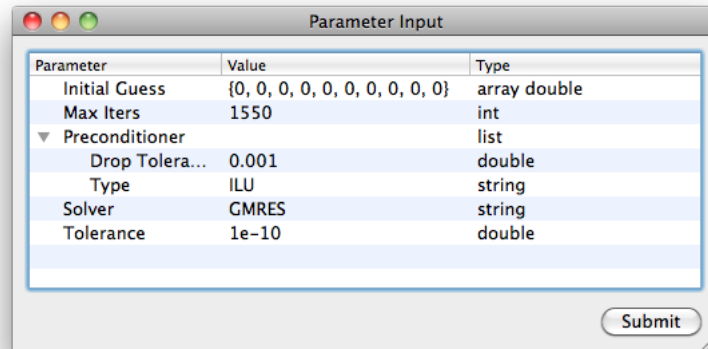 Parameter Input
Parameter Value Type
Initial Guess {0, 0, 0, 0, 0, 0, 0, 0, 0, 0} array double
Max Iters 1550 int
Preconditioner list
Drop Tolera... 0.001 double
Type ILU string
Solver GMRES string
Tolerance 1e-10 double
Submit